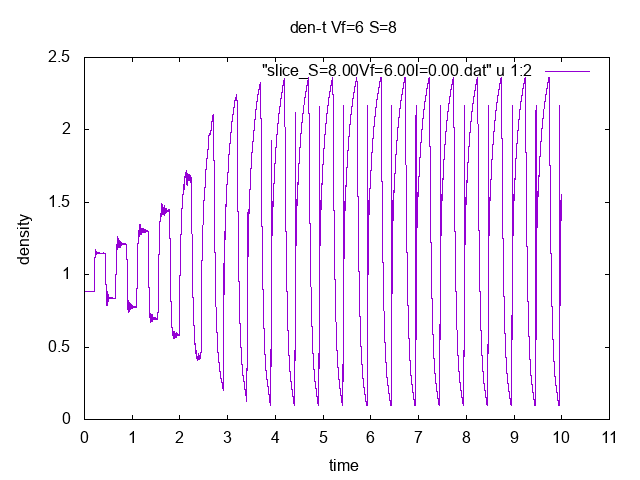 den-t Vf=6 S=8
"slice_S=8.00Vf=6.00I=0.00.dat" u 1:2
2.5
2
1.5
1
0.5
0
density
0 1 2 3 4 5 6 7 8 9 10 11
time